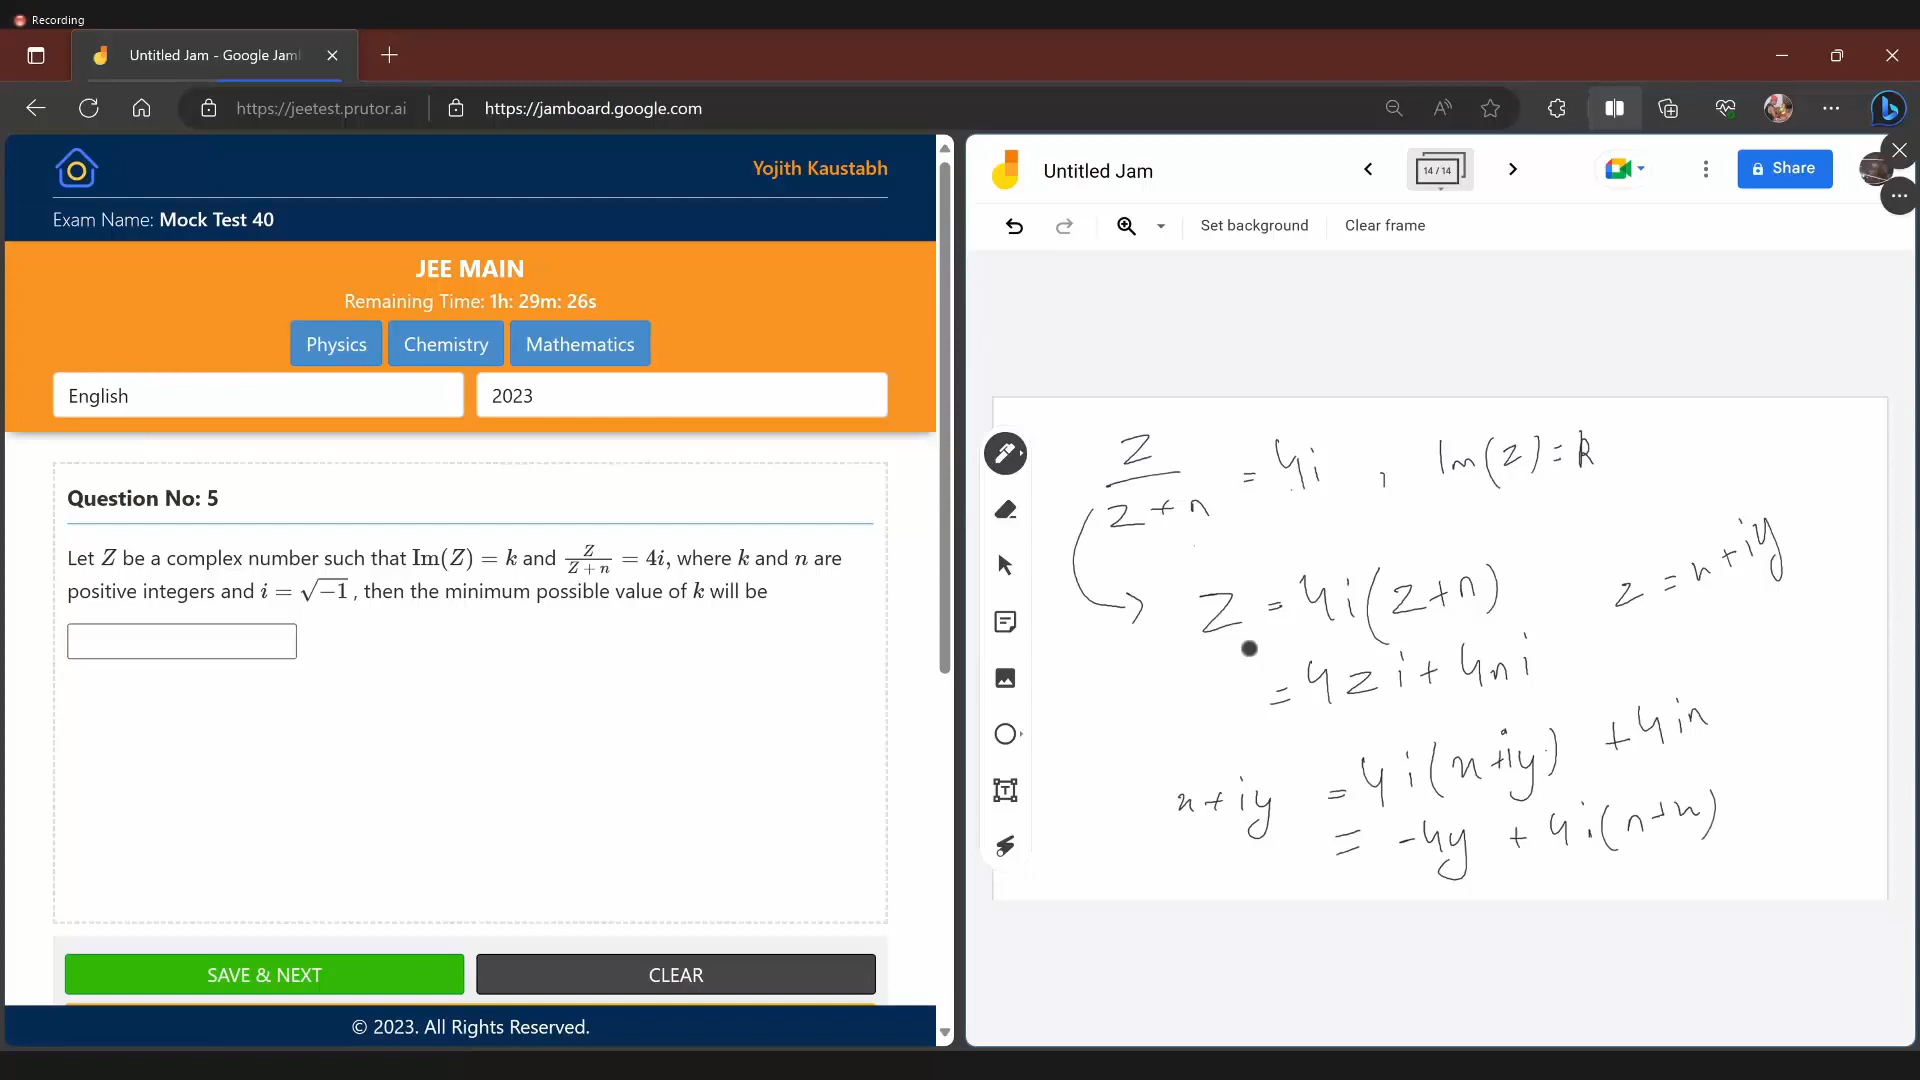 Recording
Untitled Jam - Google Jam
https://jeetest.prutor.ai
https://jamboard.google.com
Yojith Kaustabh
Exam Name: Mock Test 40
JEE MAIN
Remaining Time: 1h: 29m: 26s
Physics Chemistry Mathematics
English 2023
Question No: 5
Let Z be a complex number such that Im(Z) = k and Z/(Z + n) = 4i, where k and n are
positive integers and i = √−1 , then the minimum possible value of k will be
SAVE & NEXT CLEAR
© 2023. All Rights Reserved.
Untitled Jam
14 / 14
Share
Set background Clear frame
z/(z + n) = 4i , Im(z) = k
z = 4i(z+n)
z = x + iy
= 4zi + 4ni
x + iy = 4i(x + iy) + 4in
= -4y + 4i(n+x)